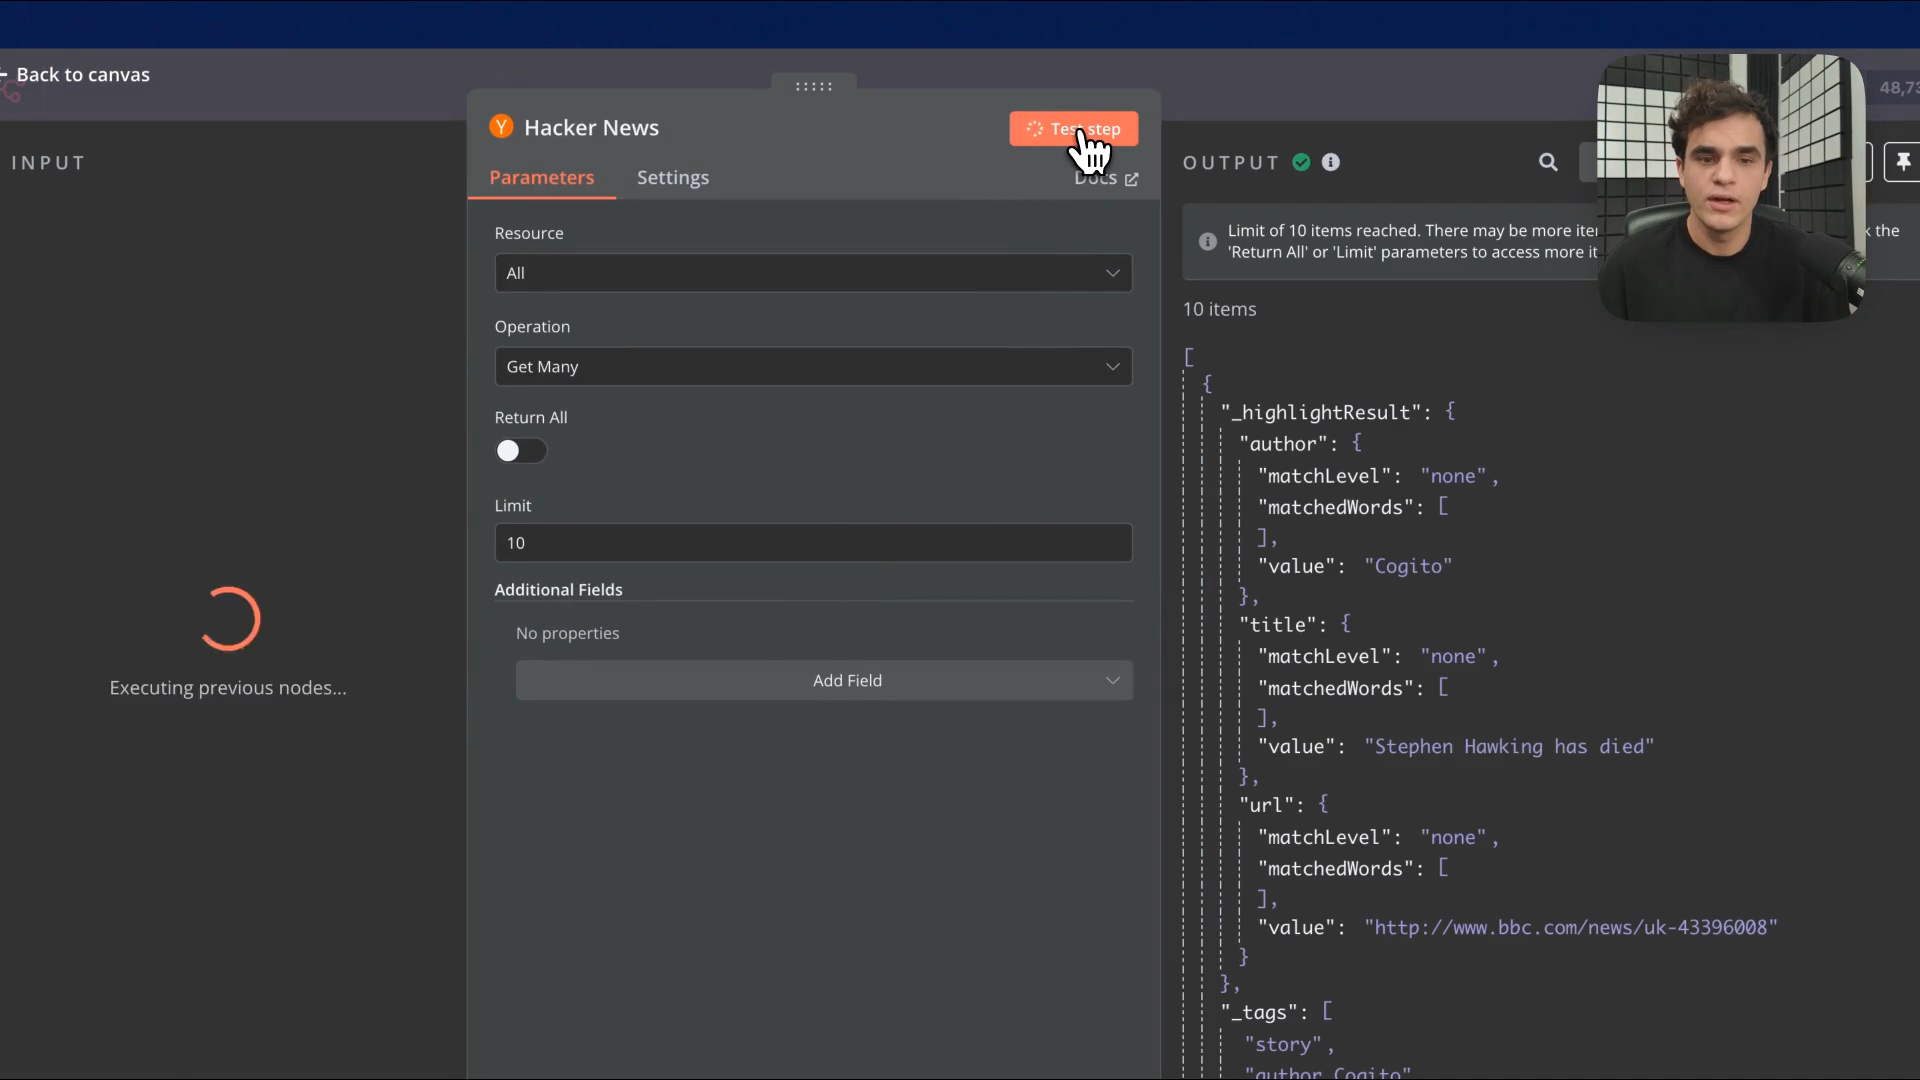 Back to canvas
48,73
INPUT
Executing previous nodes...
Y
Hacker News
Test step
Parameters
Settings
Docs
Resource
All
Operation
Get Many
Return All
Limit
10
Additional Fields
No properties
Add Field
OUTPUT
Limit of 10 items reached. There may be more
k the
'Return All' or 'Limit' parameters to access more
10 items
[
{
"_highlightResult": {
"author": {
"matchLevel": "none",
"matchedWords": [
],
"value": "Cogito"
},
"title": {
"matchLevel": "none",
"matchedWords": [
],
"value": "Stephen Hawking has died"
},
"url": {
"matchLevel": "none",
"matchedWords": [
],
"value": "http://www.bbc.com/news/uk-43396008"
}
},
"_tags": [
"story",
"author_Cogito"